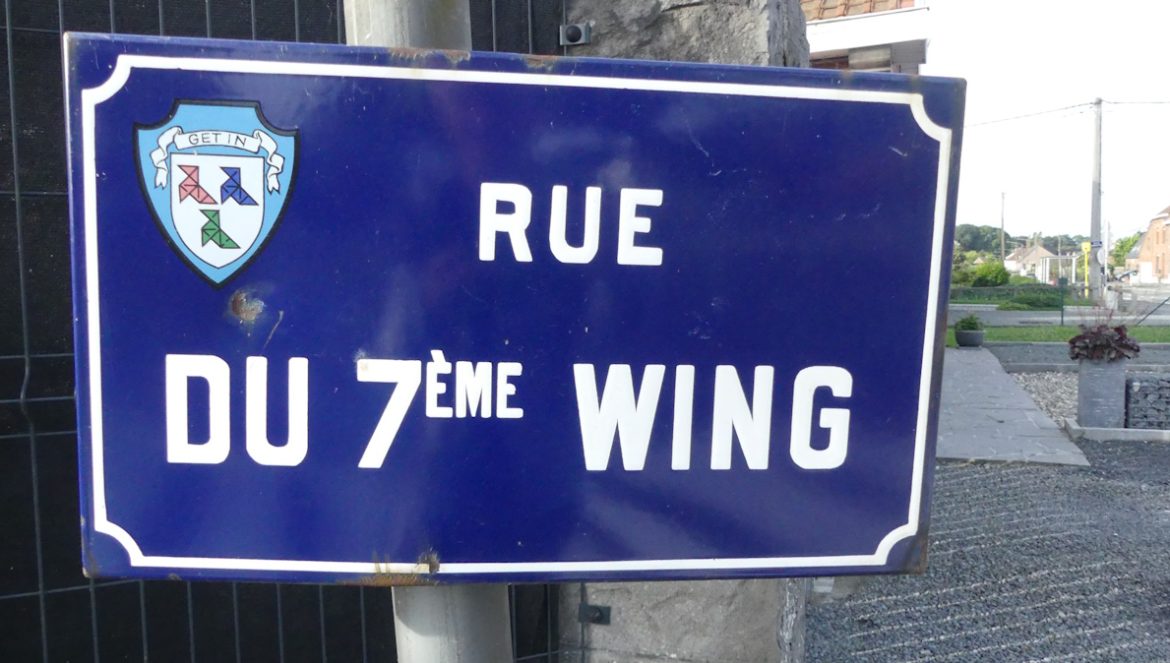 GET IN
RUE
DU 7ÈME WING